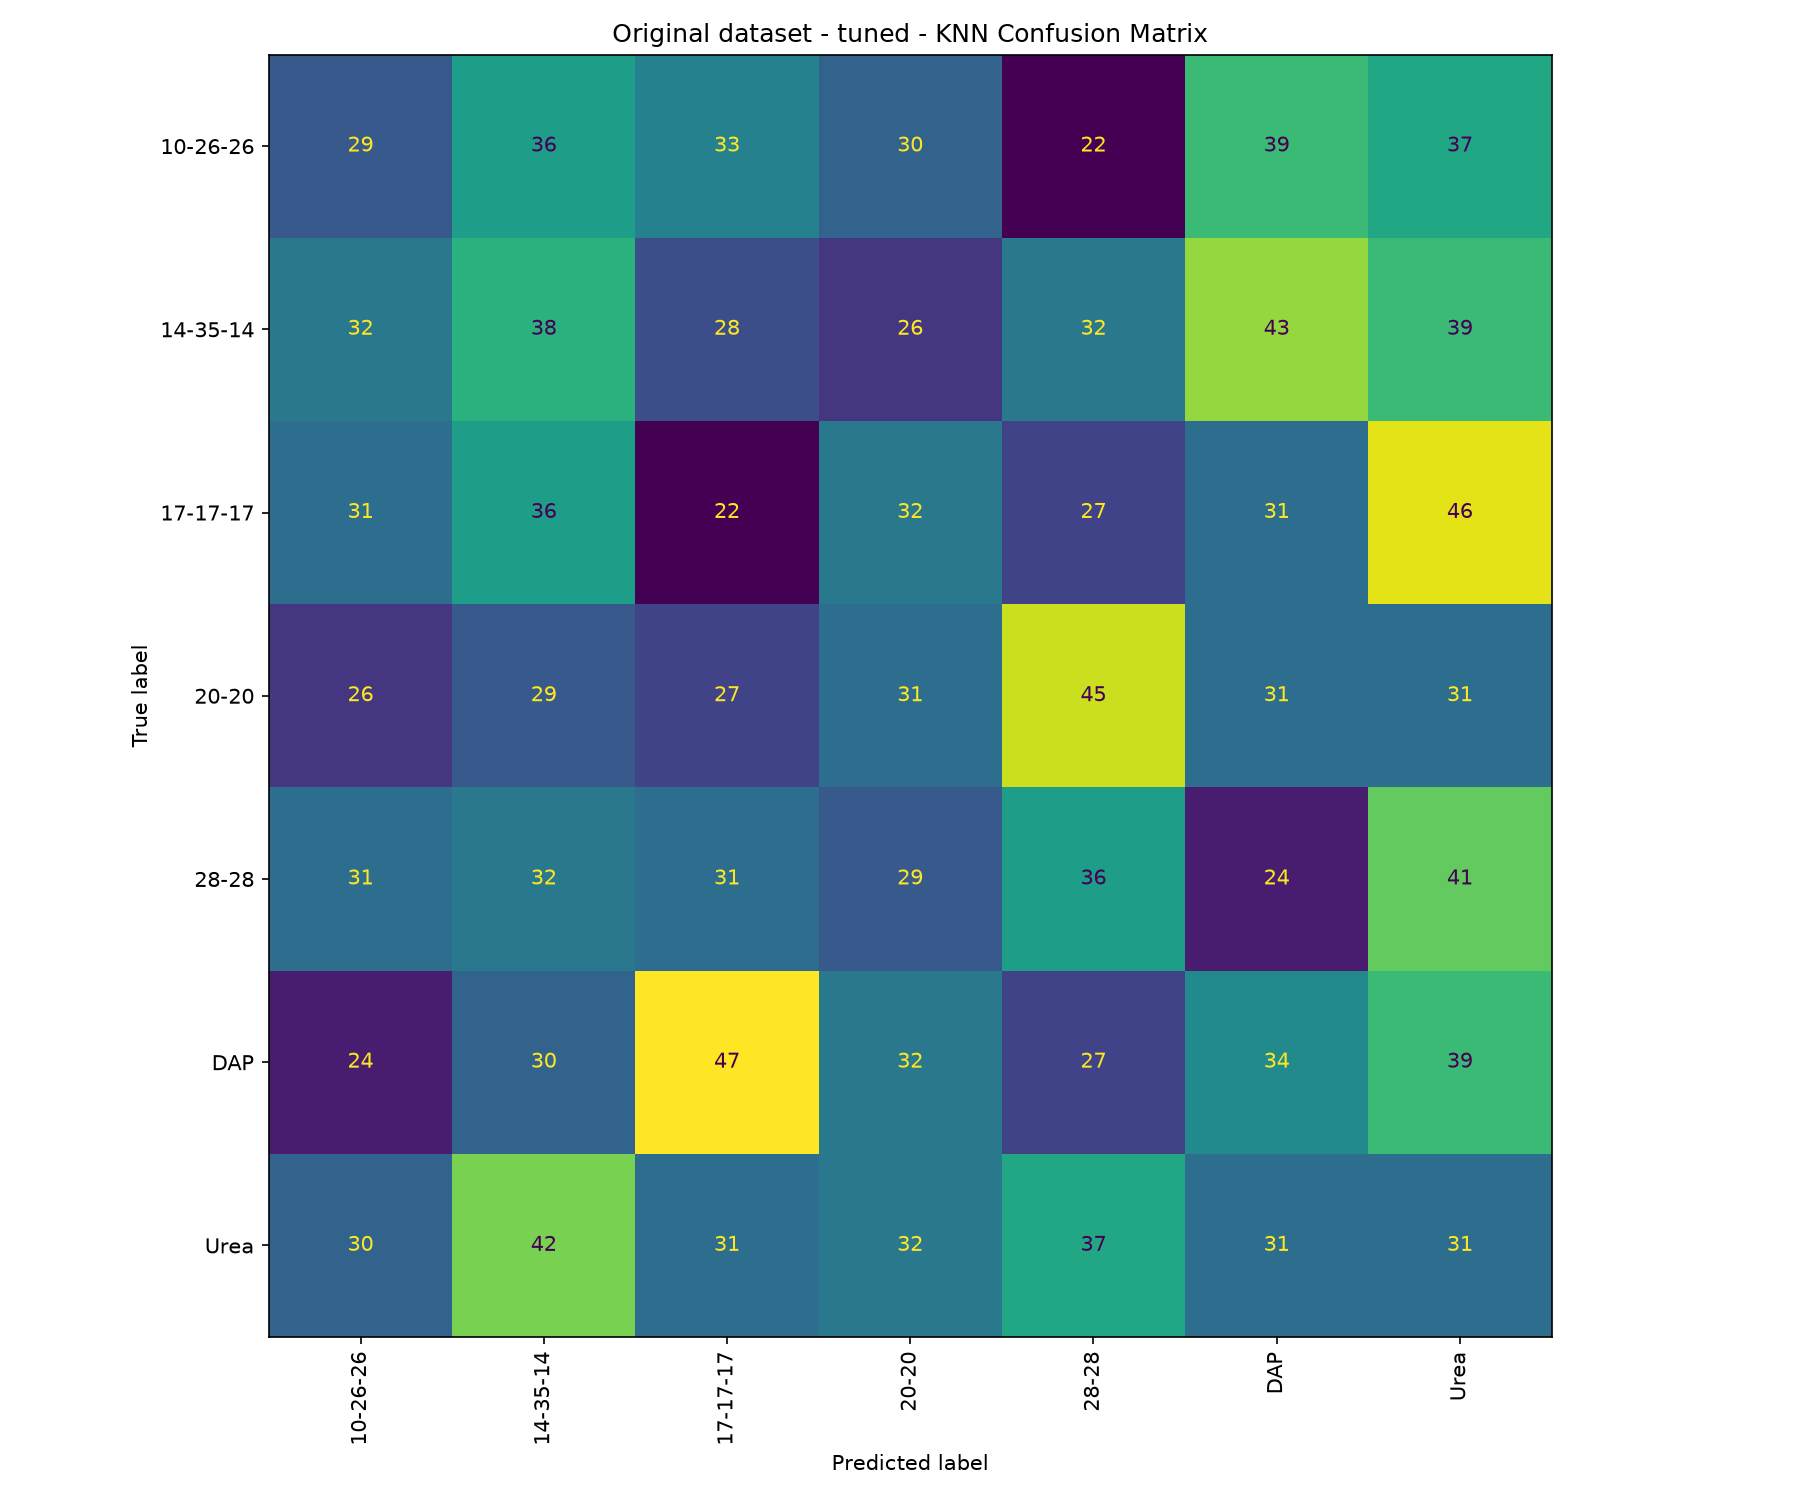 Original dataset - tuned - KNN Confusion Matrix
10-26-26 29 36 33 30 22 39 37
14-35-14 32 38 28 26 32 43 39
17-17-17 31 36 22 32 27 31 46
20-20 26 29 27 31 45 31 31
28-28 31 32 31 29 36 24 41
DAP 24 30 47 32 27 34 39
Urea 30 42 31 32 37 31 31
True label
10-26-26 14-35-14 17-17-17 20-20 28-28 DAP Urea
Predicted label